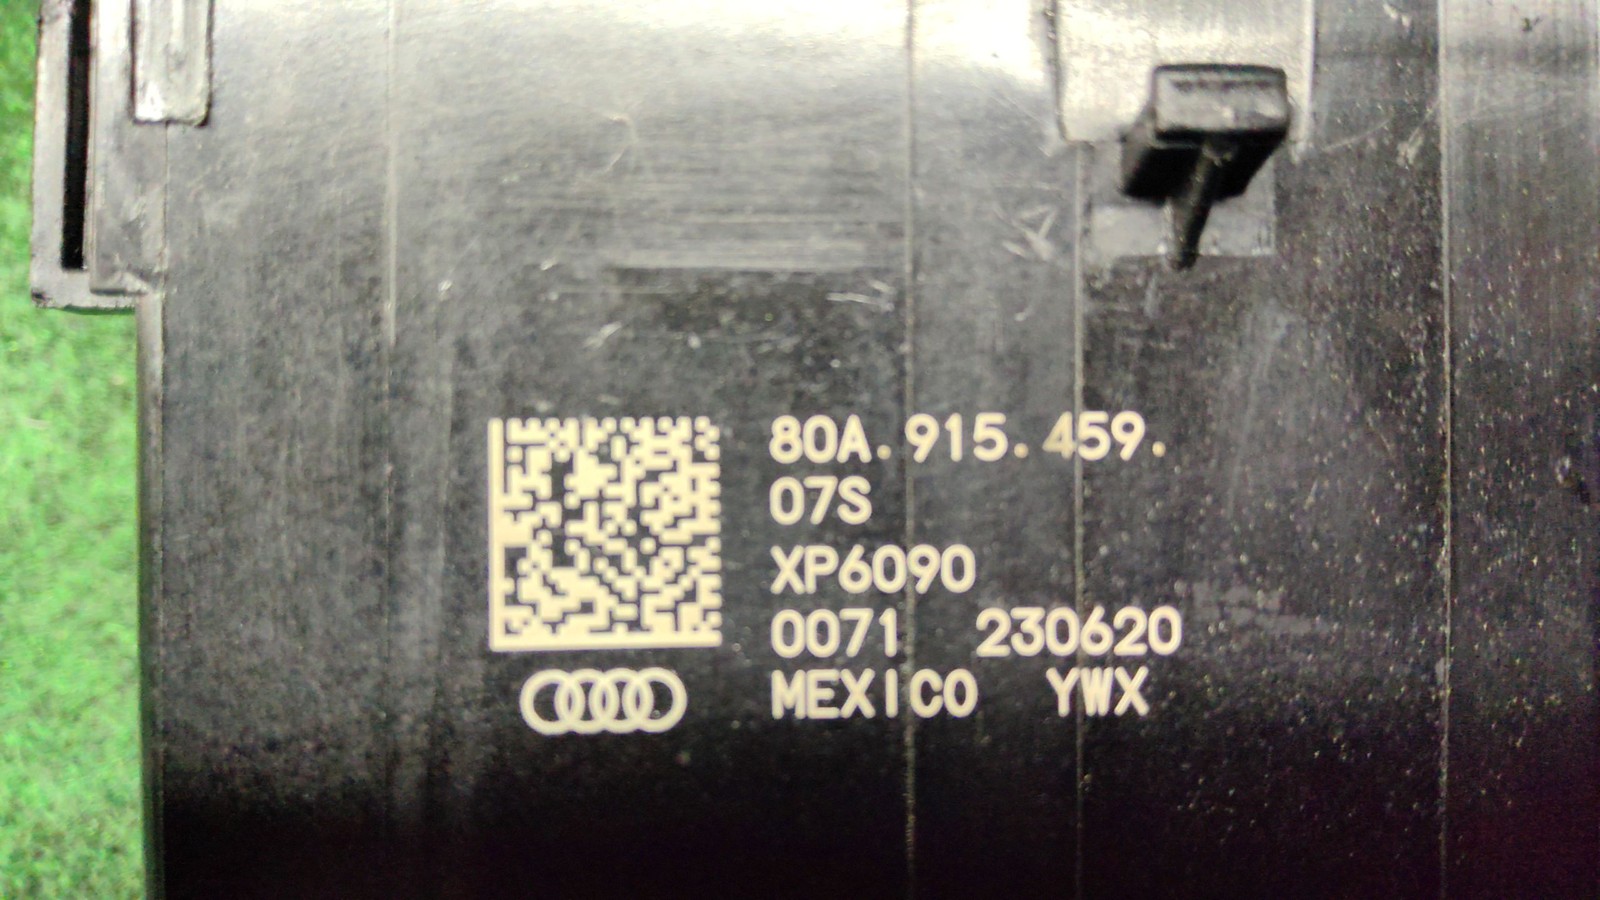 80A.915.459.
07S
XP6090
0071 230620
MEXICO YWX